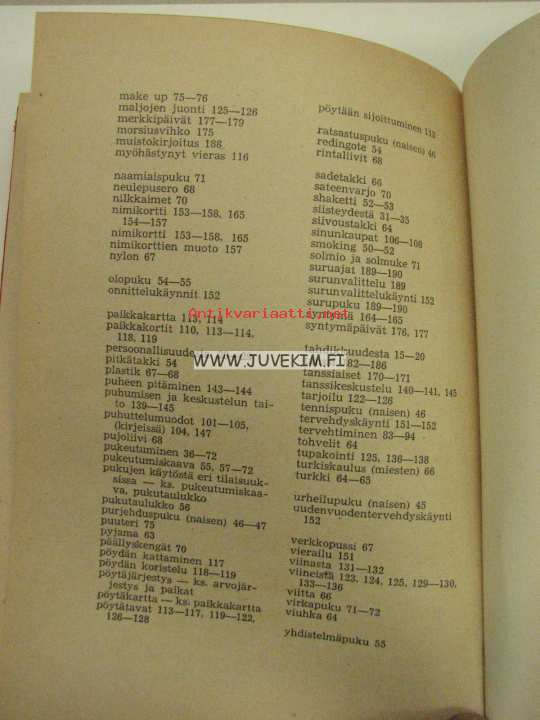 make up 75—76
maljojen juonti 125—126
merkkipäivät 177—179
morsiusvihko 175
muistokirjoitus 188
myöhästynyt vieras 116
naamiaispuku 71
neulepusero 68
nilkkaimet 70
nimikortti 153—158, 165
154—157
nimikortti 153—158, 165
nimikorttien muoto 157
nylon 67
olopuku 54—55
onnittelukäynnit 152
paikkakartta 113, 114
paikkakortit 110, 113—114,
118, 119
persoonallisuude
pitkätakki 54
plastik 67—68
puheen pitäminen 143—144
puhumisen ja keskustelun tai-
to 139—145
puhuttelumuodot 101—105,
(kirjeissä) 104, 147
pujoliivi 68
pukeutuminen 36—72
pukeutumiskaava 55, 57—72
pukujen käytöstä eri tilaisuuk-
sissa — ks. pukeutumiskaa-
va, pukutaulukko
pukutaulukko 56
purjehduspuku (naisen) 46—47
puuteri 75
pyjama 63
päällyskengät 70
pöydän kattaminen 117
pöydän koristelu 118—119
pöytäjärjestys — ks. arvojär-
jestys ja paikat
pöytäkartta — ks. paikkakartta
pöytätavat 113—117, 119—122,
126—128
pöytään sijoittuminen 113
ratsastuspuku (naisen) 46
redingote 54
rintaliivit 68
sadetakki 66
sateenvarjo 70
shaketti 52—53
siisteydestä 31—35
siivoustakki 64
sinunkaupat 106—108
smoking 50—52
solmio ja solmuke 71
suruajat 189—190
surunvalittelu 189
surunvalittelukäynti 152
surupuku 189—190
syntymä 164—165
syntymäpäivät 176, 177
tahdikkuudesta 15—20
82—186
tanssiaiset 170—171
tanssikeskustelu 140—141, 145
tarjoilu 122—126
tennispuku (naisen) 46
tervehdyskäynti 151—152
tervehtiminen 83—94
tohvelit 64
tupakointi 125, 136—138
turkiskaulus (miesten) 66
turkki 64—65
urheilupuku (naisen) 45
uudenvuodentervehdyskäynti
152
verkkopussi 67
vierailu 151
viinasta 131—132
viineistä 123, 124, 125, 129—130,
133—136
viitta 66
virkapuku 71—72
viuhka 64
yhdistelmäpuku 55
Antikvariaatti.net
WWW.JUVEKIM.FI